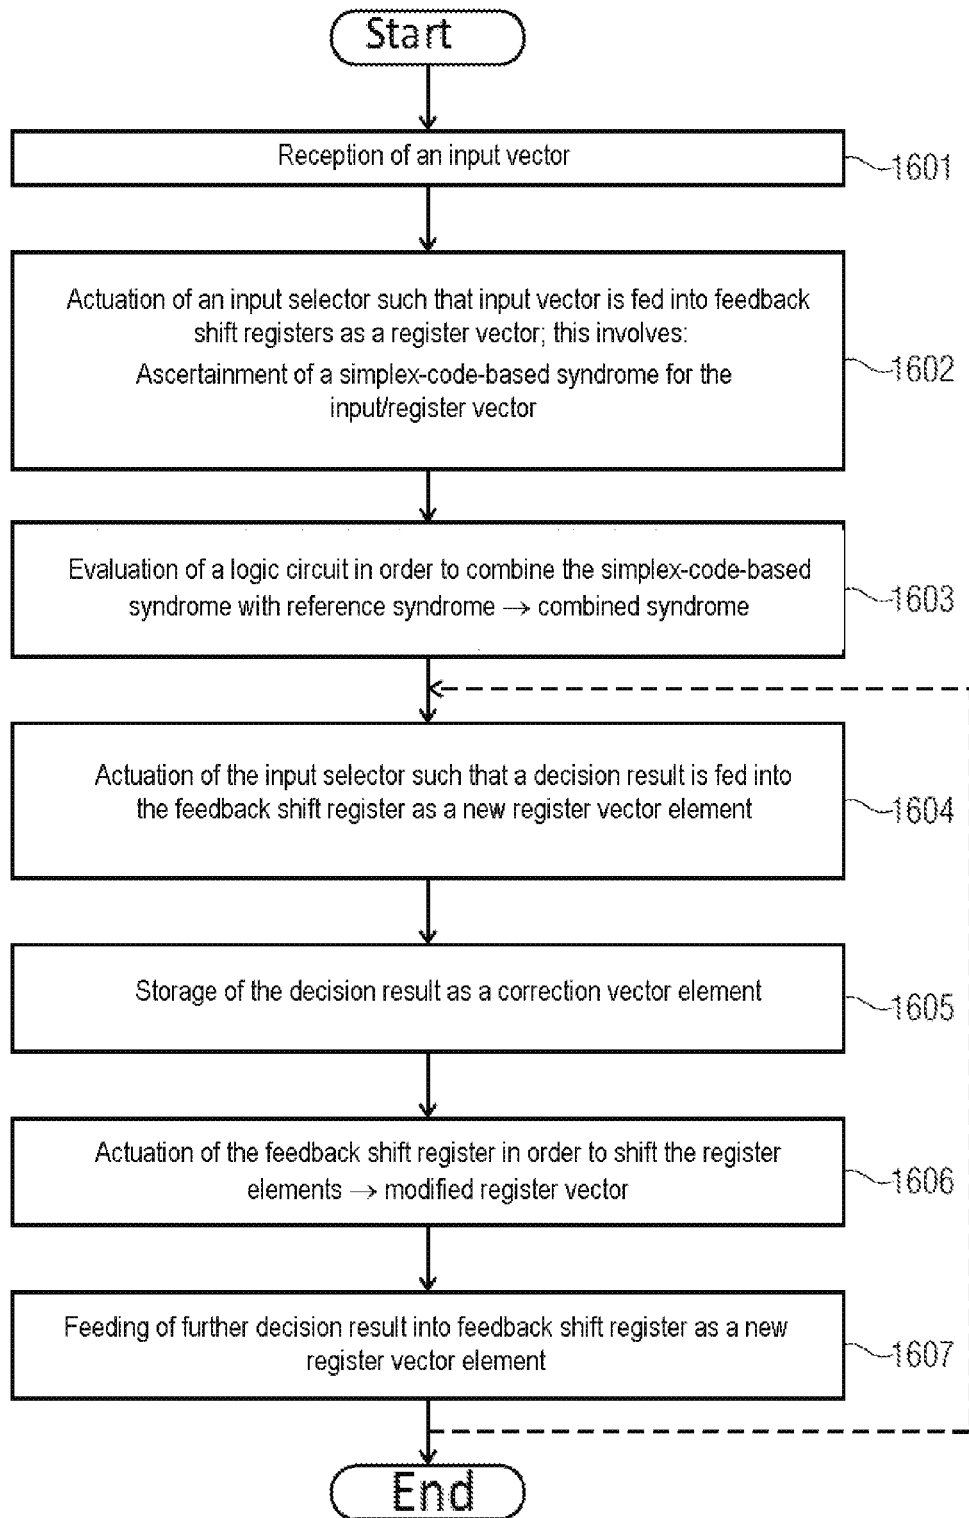 Start
Reception of an input vector
1601
Actuation of an input selector such that input vector is fed into feedback
shift registers as a register vector; this involves:
Ascertainment of a simplex-code-based syndrome for the
input/register vector
1602
Evaluation of a logic circuit in order to combine the simplex-code-based
syndrome with reference syndrome → combined syndrome
1603
Actuation of the input selector such that a decision result is fed into
the feedback shift register as a new register vector element
1604
Storage of the decision result as a correction vector element
1605
Actuation of the feedback shift register in order to shift the register
elements → modified register vector
1606
Feeding of further decision result into feedback shift register as a new
register vector element
1607
End